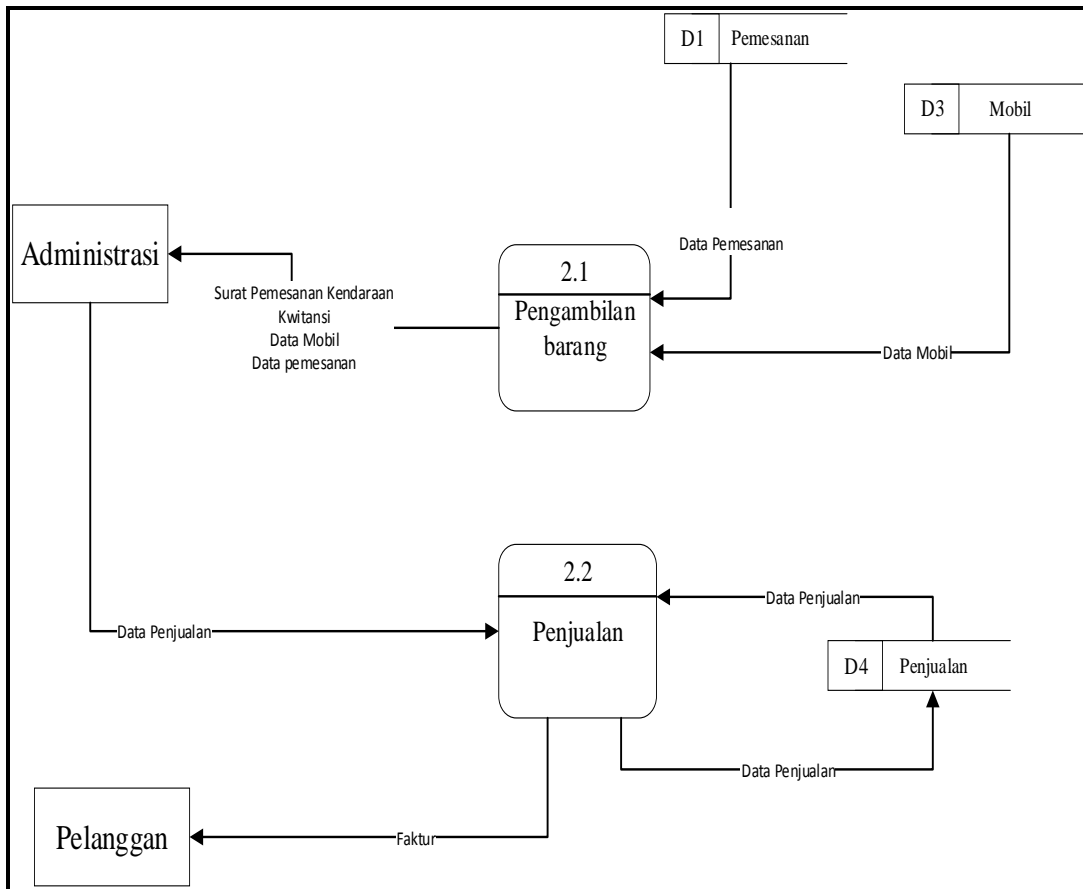 D1 Pemesanan
D3 Mobil
Administrasi
Data Pemesanan
2.1
Pengambilan
barang
Surat Pemesanan Kendaraan
Kwitansi
Data Mobil
Data pemesanan
Data Mobil
2.2
Penjualan
Data Penjualan
Data Penjualan
D4 Penjualan
Data Penjualan
Pelanggan
Faktur